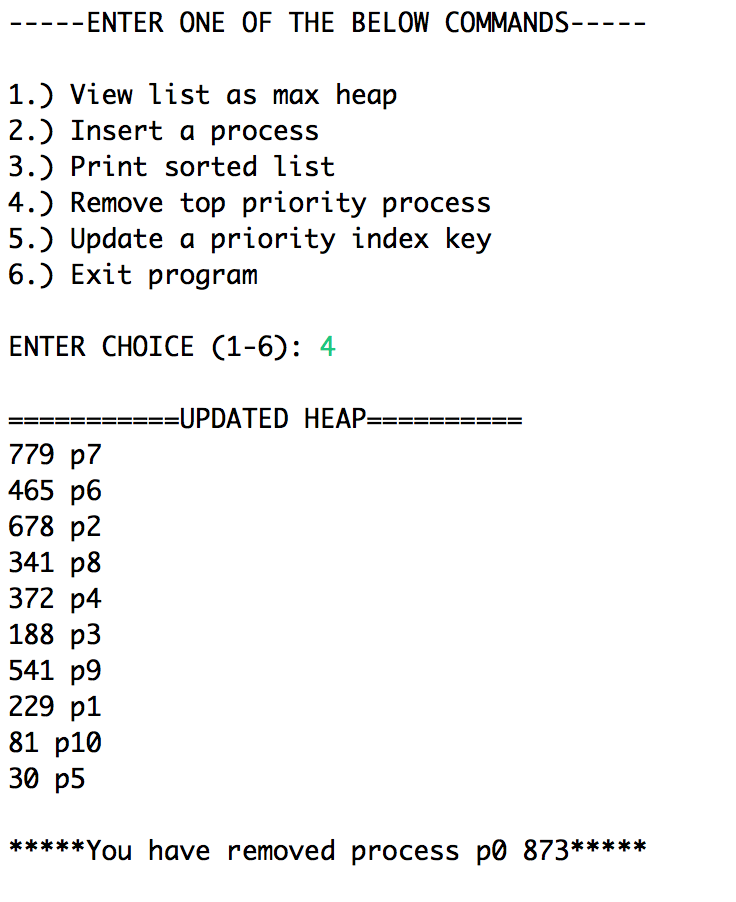 -----ENTER ONE OF THE BELOW COMMANDS-----
1.) View list as max heap
2.) Insert a process
3.) Print sorted list
4.) Remove top priority process
5.) Update a priority index key
6.) Exit program
ENTER CHOICE (1-6): 4
===========UPDATED HEAP==========
779 p7
465 p6
678 p2
341 p8
372 p4
188 p3
541 p9
229 p1
81 p10
30 p5
*****You have removed process p0 873*****